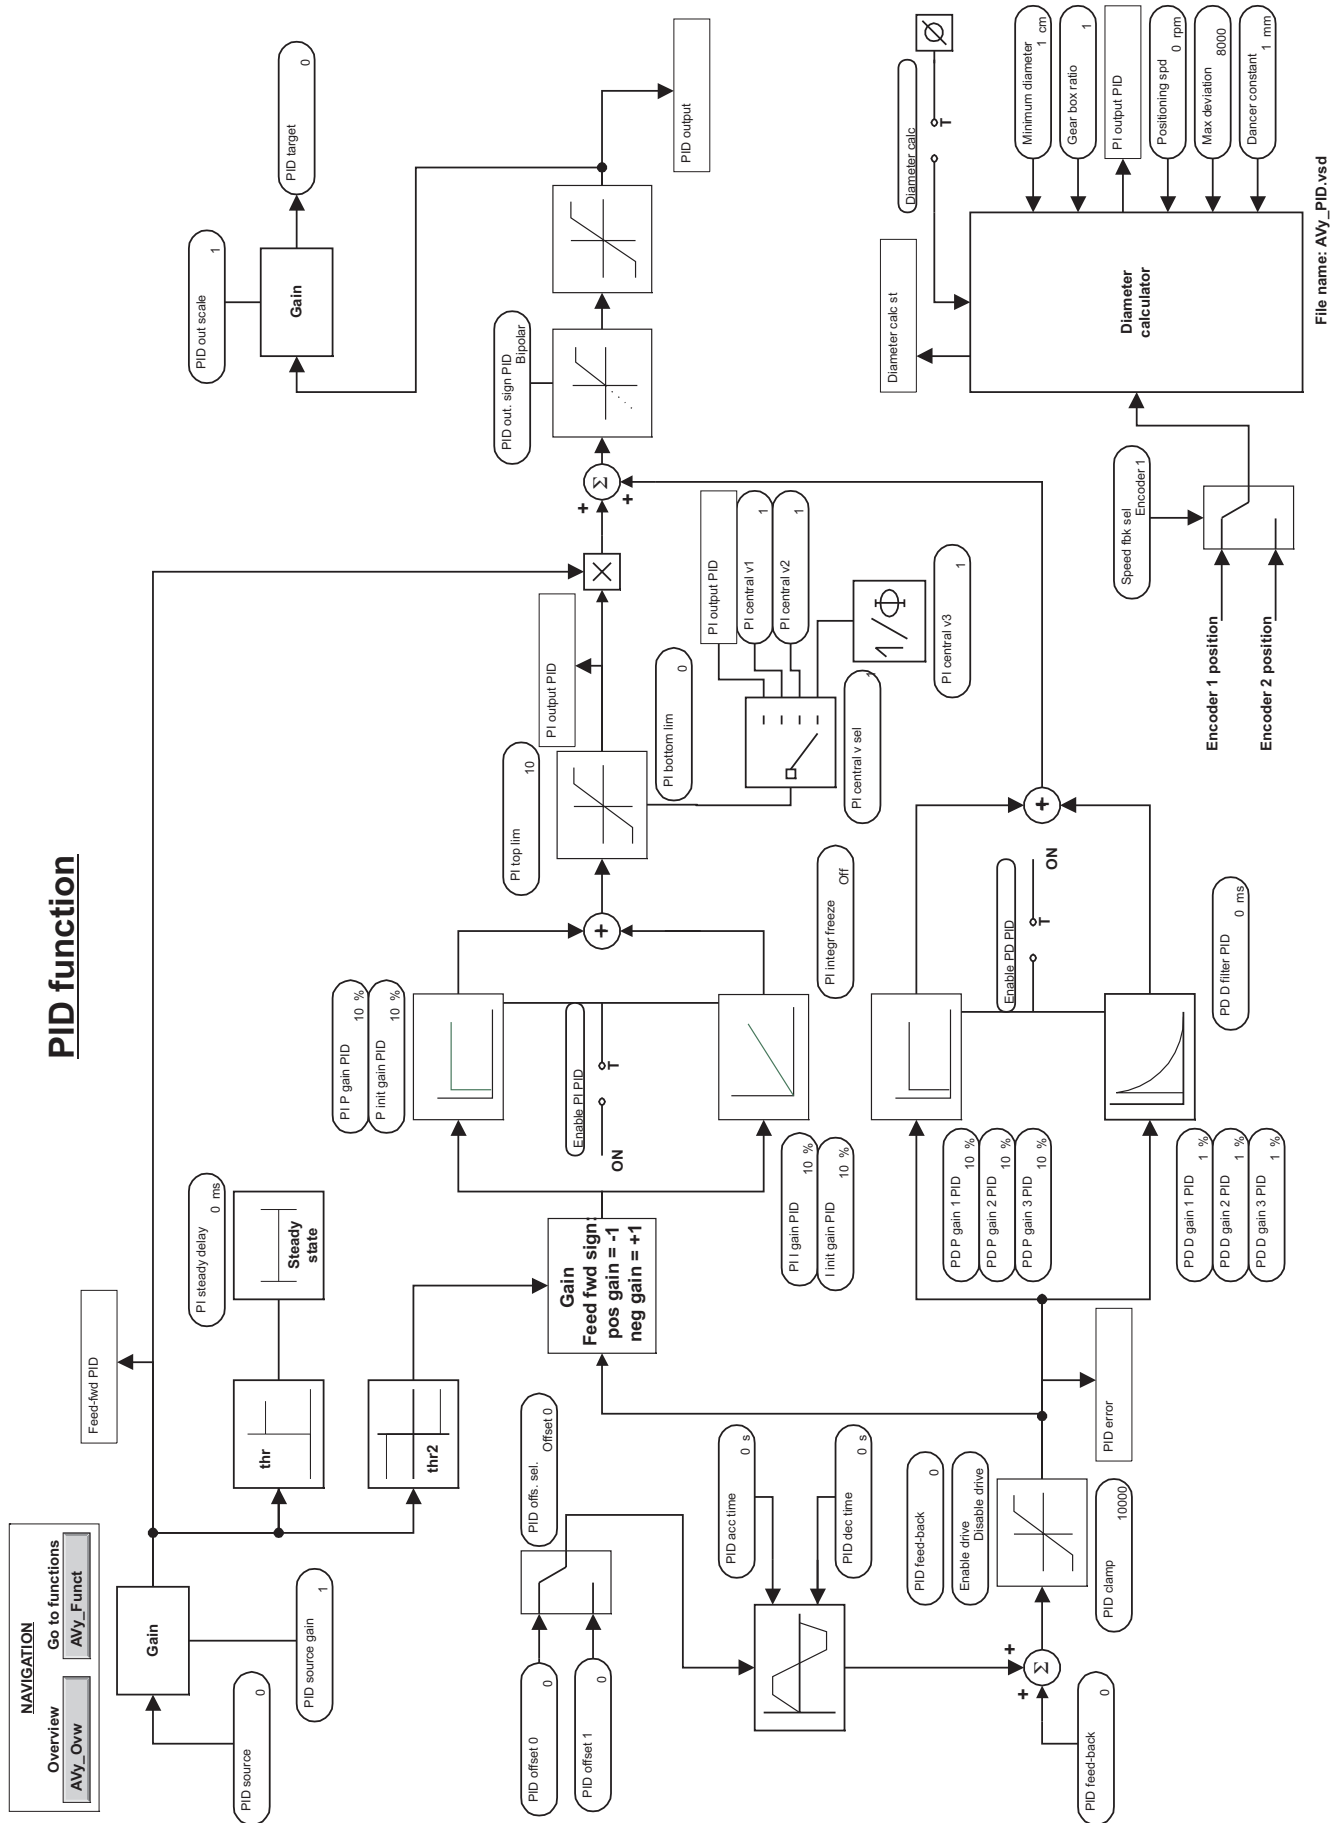 PID function
NAVIGATION
Overview
Go to functions
AVy_Ovw
AVy_Funct
Feed-fwd PID
Gain
PID source
0
PID source gain
1
PI steady delay
0 ms
thr
Steady
state
thr2
PID out scale
1
Gain
PID target
0
PI P gain PID
10 %
P init gain PID
10 %
PID offs. sel.
Offset 0
PID offset 0
0
PID offset 1
0
Gain
Feed fwd sign:
pos gain = -1
neg gain = +1
Enable PI PID
ON
T
+
PI top lim
10
PI output PID
PI bottom lim
0
+
Σ
+
PID out. sign PID
Bipolar
PID output
PI output PID
PI central v1
1
PI central v2
1
1/Φ
PI central v sel
1
PI central v3
1
PI I gain PID
10 %
I init gain PID
10 %
PI integr freeze
Off
PID acc time
0 s
PID dec time
0 s
PID feed-back
0
Enable drive
Disable drive
PD P gain 1 PID
10 %
PD P gain 2 PID
10 %
PD P gain 3 PID
10 %
Enable PD PID
T
ON
+
+
Σ
+
PID feed-back
0
PID clamp
10000
PID error
PD D gain 1 PID
1 %
PD D gain 2 PID
1 %
PD D gain 3 PID
1 %
PD D filter PID
0 ms
Diameter calc
T
Ø
Diameter calc st
Diameter
calculator
Minimum diameter
1 cm
Gear box ratio
1
PI output PID
Positioning spd
0 rpm
Max deviation
8000
Dancer constant
1 mm
Speed fbk sel
Encoder 1
Encoder 1 position
Encoder 2 position
File name: AVy_PID.vsd